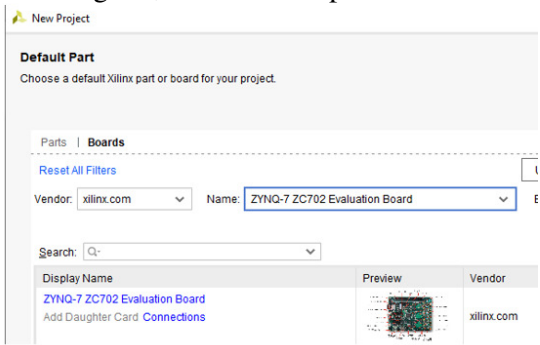 New Project
Default Part
Choose a default Xilinx part or board for your project.
Parts | Boards
Reset All Filters
Vendor: xilinx.com Name: ZYNQ-7 ZC702 Evaluation Board
Search: Q-
Display Name Preview Vendor
ZYNQ-7 ZC702 Evaluation Board
Add Daughter Card Connections xilinx.com